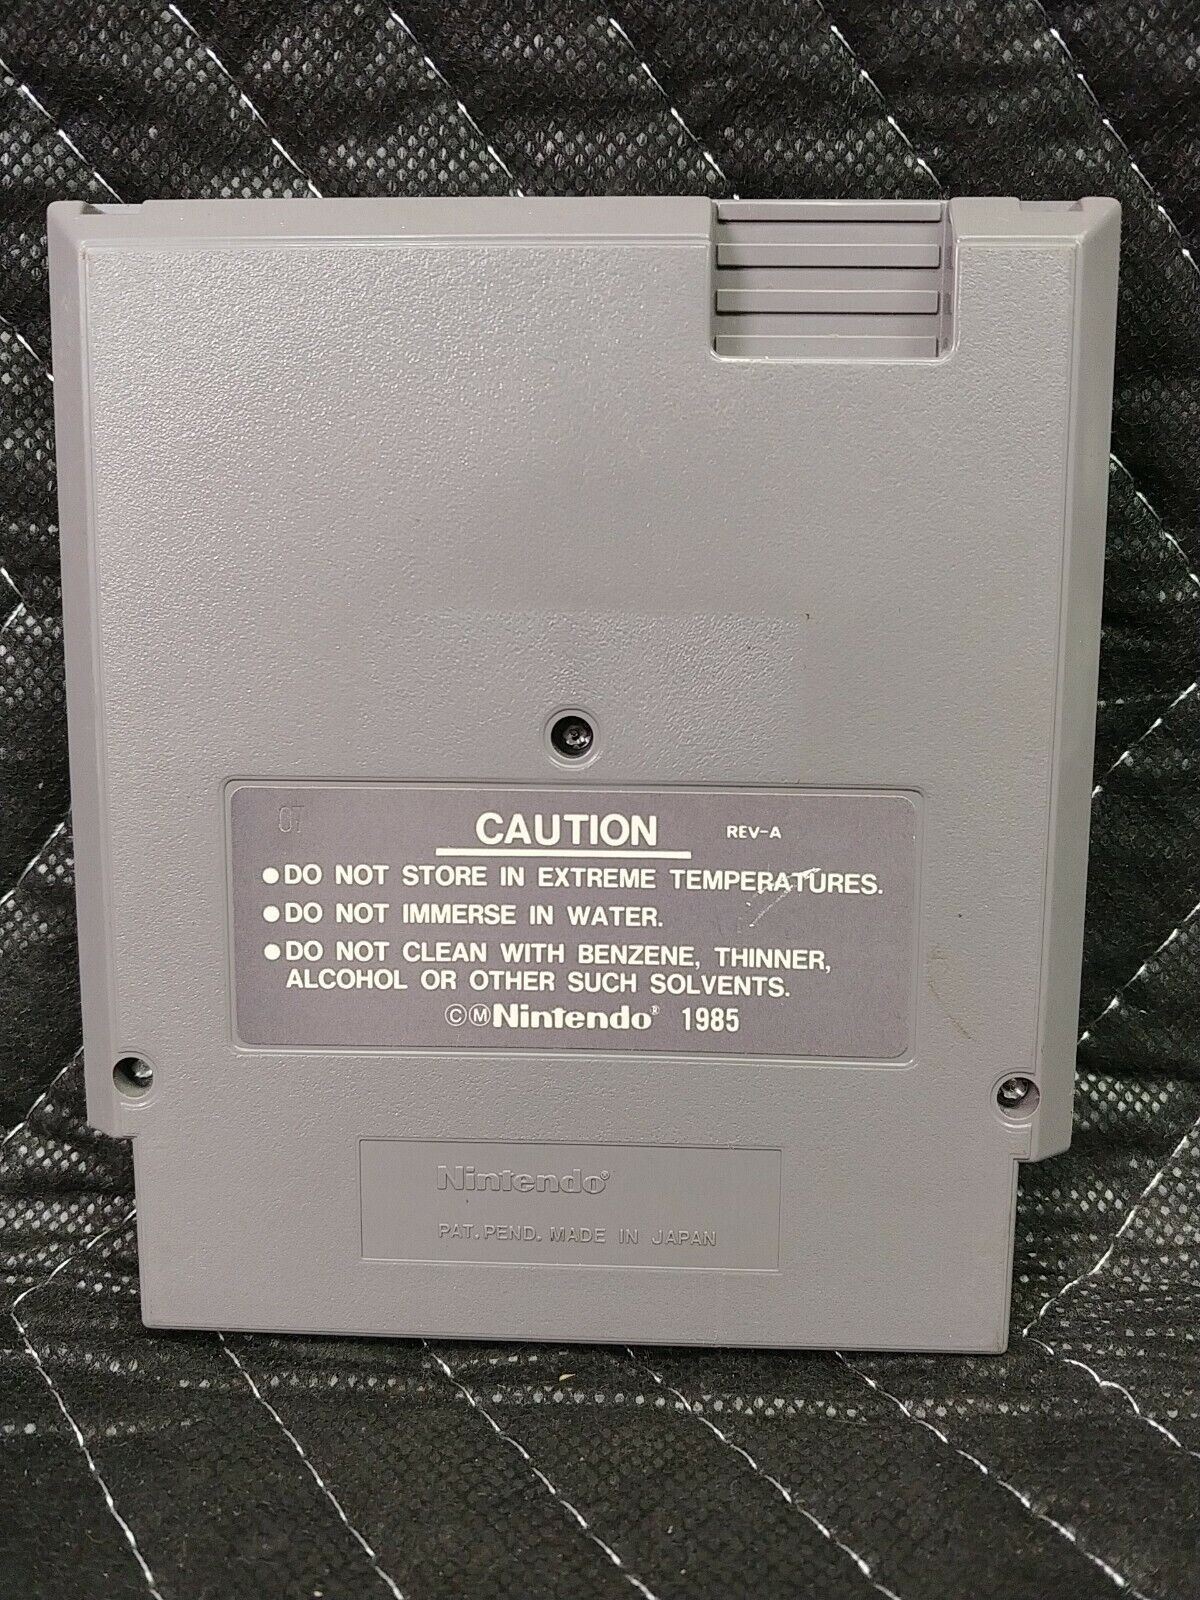 07
CAUTION REV-A
●DO NOT STORE IN EXTREME TEMPERATURES.
●DO NOT IMMERSE IN WATER.
●DO NOT CLEAN WITH BENZENE, THINNER,
ALCOHOL OR OTHER SUCH SOLVENTS.
©ⓂNintendo® 1985
Nintendo®
PAT. PEND. MADE IN JAPAN